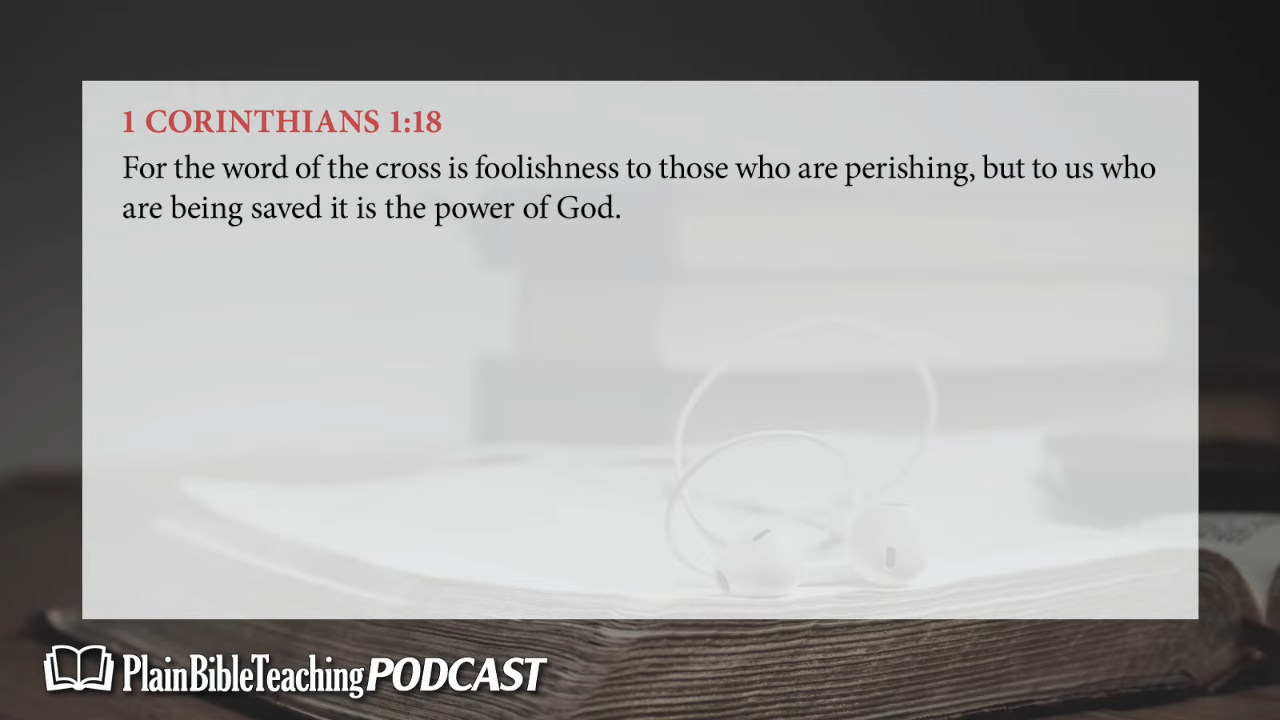 1 CORINTHIANS 1:18
For the word of the cross is foolishness to those who are perishing, but to us who
are being saved it is the power of God.
PlainBibleTeaching PODCAST